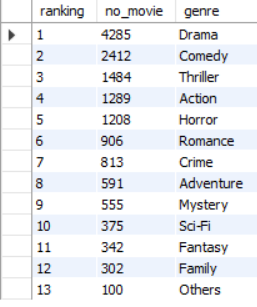 ranking no_movie genre
1 4285 Drama
2 2412 Comedy
3 1484 Thriller
4 1289 Action
5 1208 Horror
6 906 Romance
7 813 Crime
8 591 Adventure
9 555 Mystery
10 375 Sci-Fi
11 342 Fantasy
12 302 Family
13 100 Others